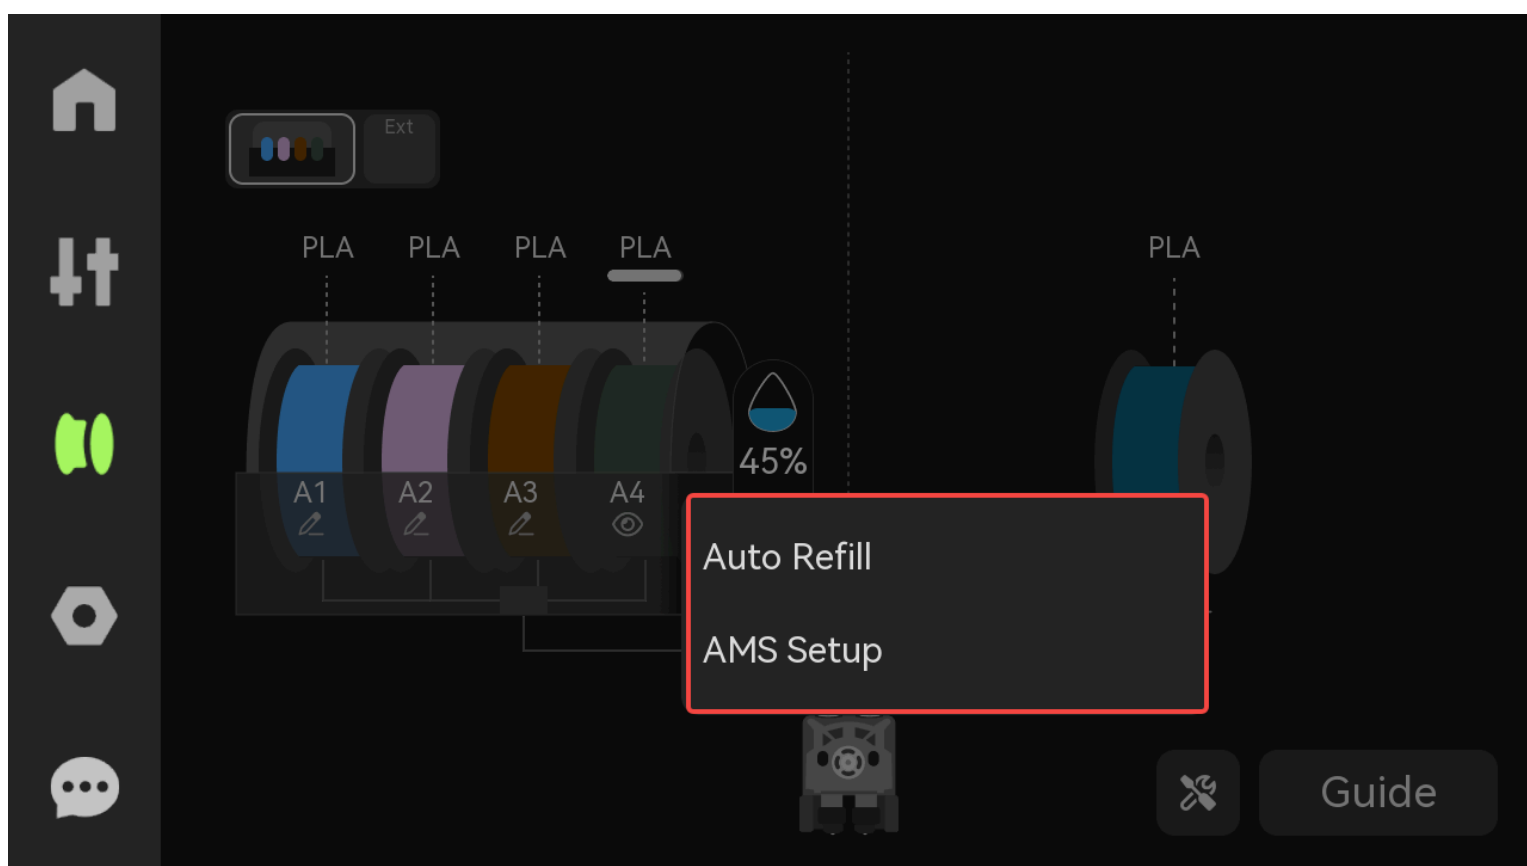 Ext
PLA PLA PLA PLA PLA
45%
A1 A2 A3 A4
Auto Refill
AMS Setup
Guide